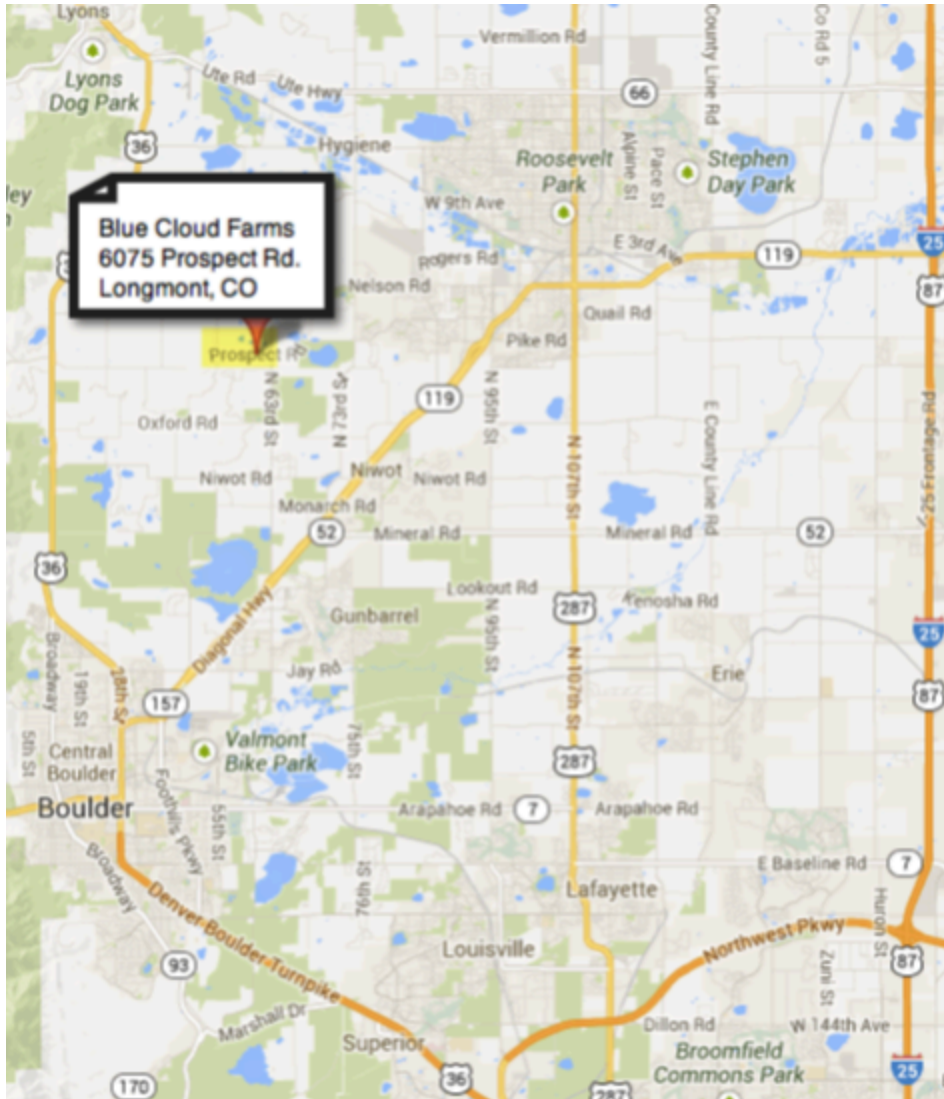 Lyons
Vermillion Rd
County Line Rd
Co Rd 5
Lyons
Dog Park
Ute Rd
Ute Hwy
66
36
Hygiene
Alpine St
Pace St
Roosevelt
Park
Stephen
Day Park
ley
W 9th Ave
Blue Cloud Farms
6075 Prospect Rd.
Longmont, CO
E 3rd Ave
119
25
87
Rogers Rd
Nelson Rd
Quail Rd
Pike Rd
Prospect R
N 63rd St
N 73rd St
119
N 95th St
Oxford Rd
N 107th St
E County Line Rd
Niwot Rd
Niwot
Niwot Rd
Monarch Rd
52
Mineral Rd
Mineral Rd
52
36
Lookout Rd
Diagonal Hwy
Gunbarrel
N 95th St
287
Kenosha Rd
25
Broadway
19th St
28th St
Jay Rd
N 107th St
Erie
87
157
5th St
Central
Boulder
Valmont
Bike Park
75th St
287
Boulder
Foothills Pkwy
55th St
Arapahoe Rd
7
Arapahoe Rd
Broadway
76th St
E Baseline Rd
7
Denver-Boulder Turnpike
Lafayette
Huron St
Louisville
Northwest Pkwy
93
87
Zuni St
Marshall Dr
Superior
Dillon Rd
W 144th Ave
Broomfield
Commons Park
170
36
287
25